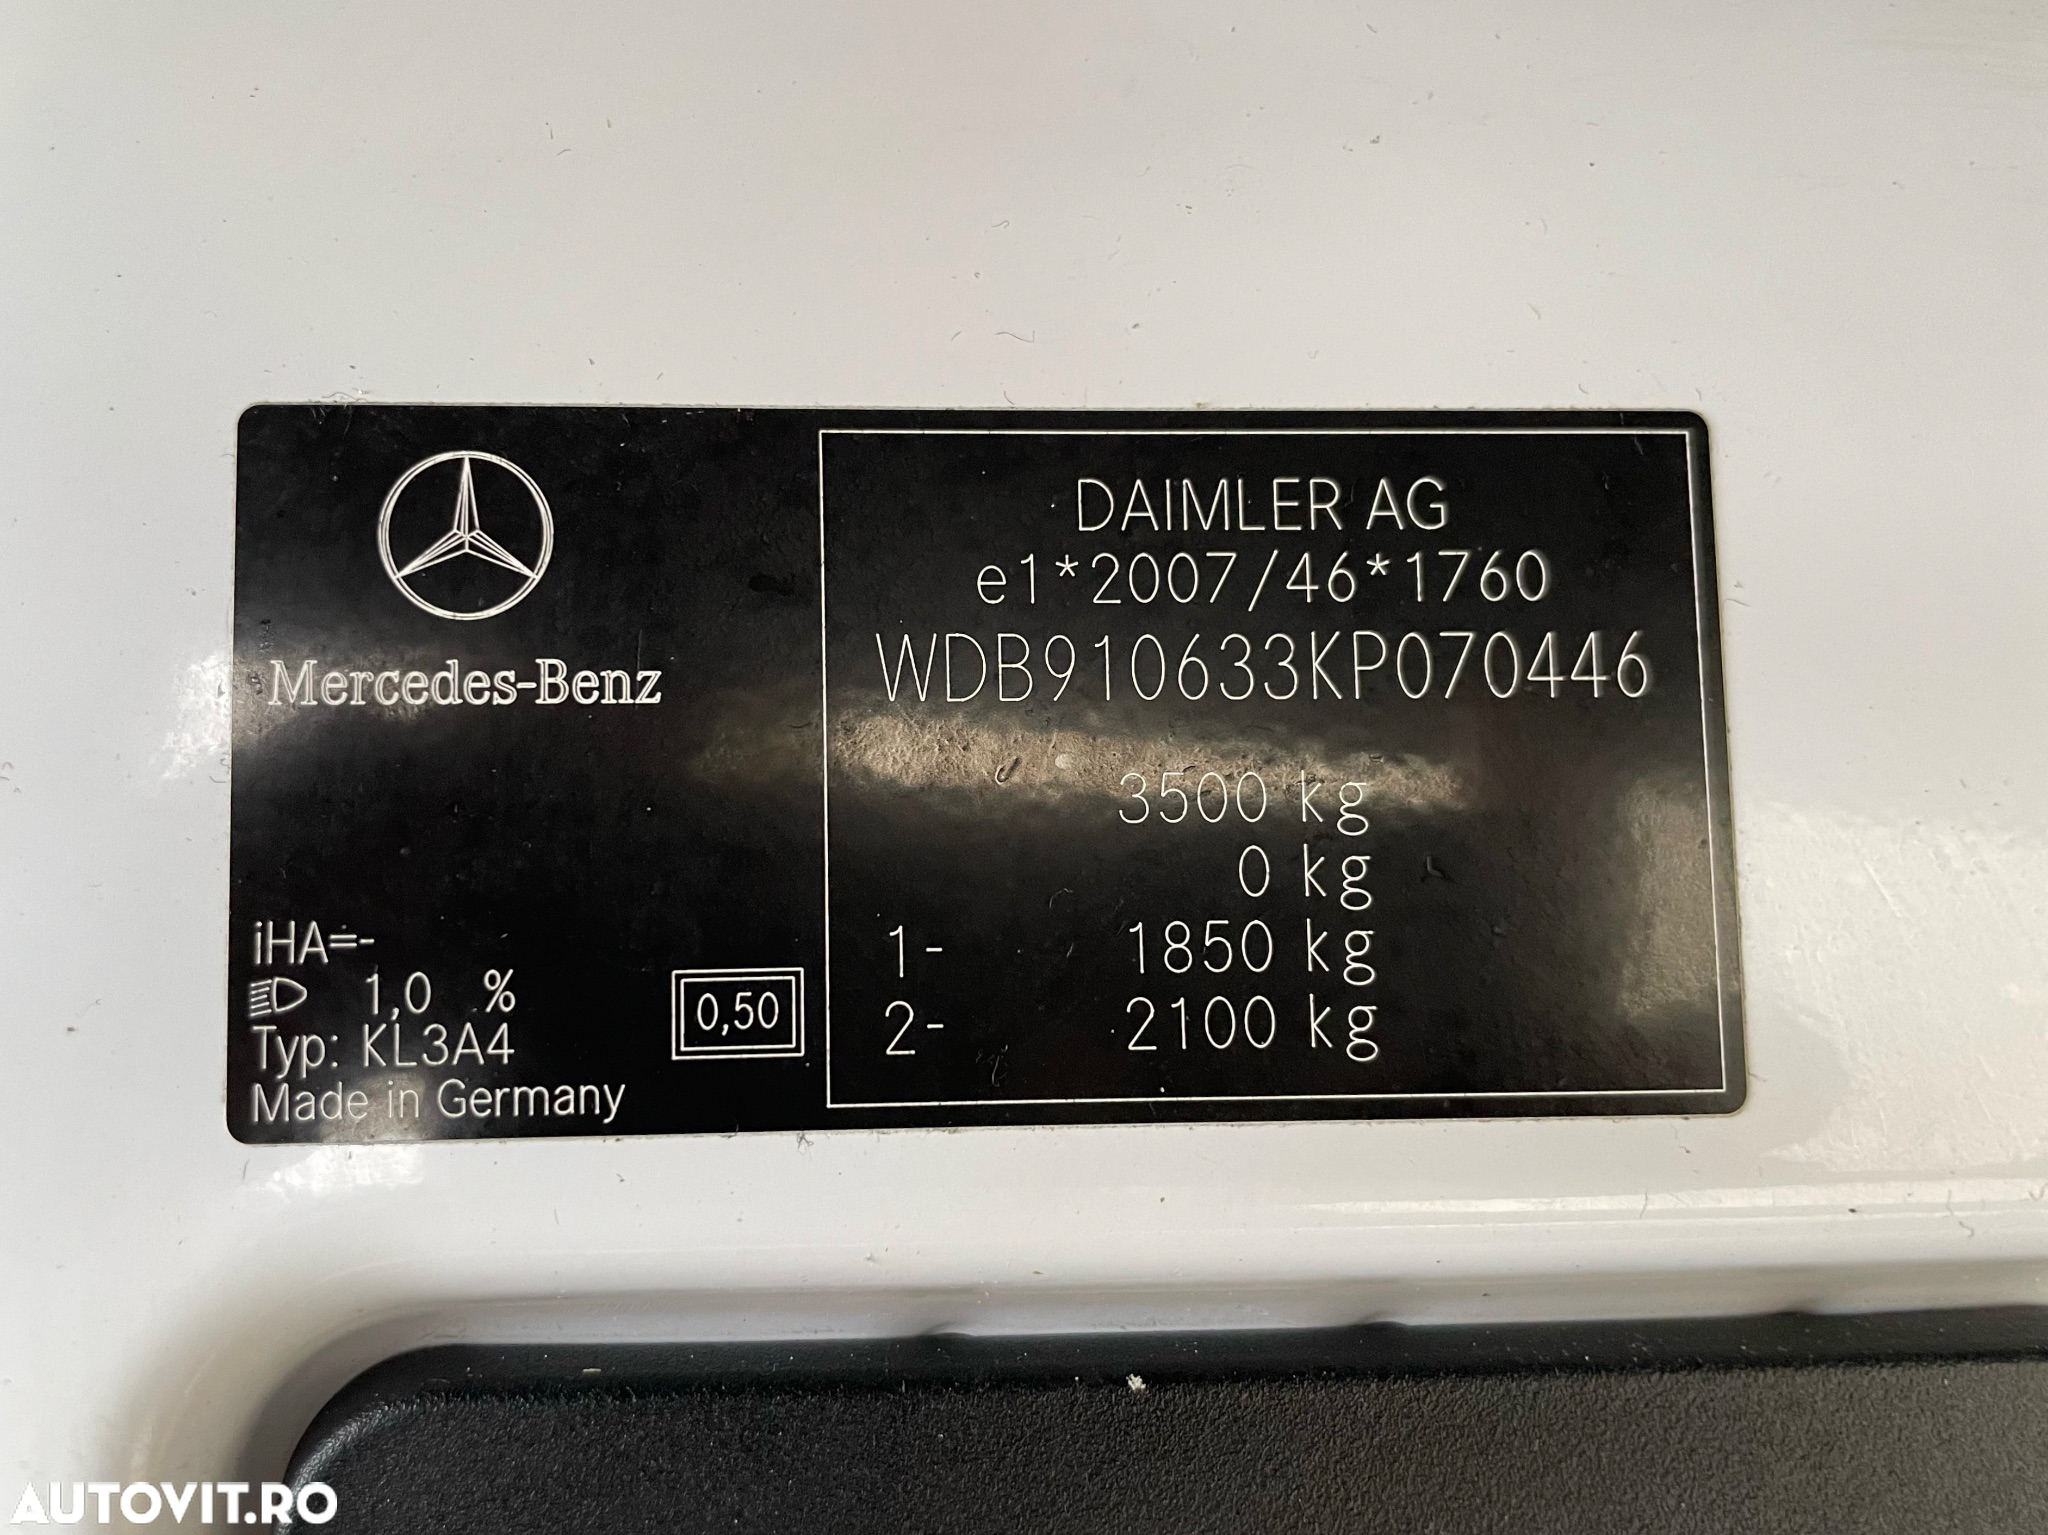 Mercedes-Benz
iHA=-
1,0 %
Typ: KL3A4
Made in Germany
0,50
DAIMLER AG
e1*2007/46*1760
WDB910633KP070446
3500 kg
0 kg
1- 1850 kg
2- 2100 kg
AUTOVIT.RO